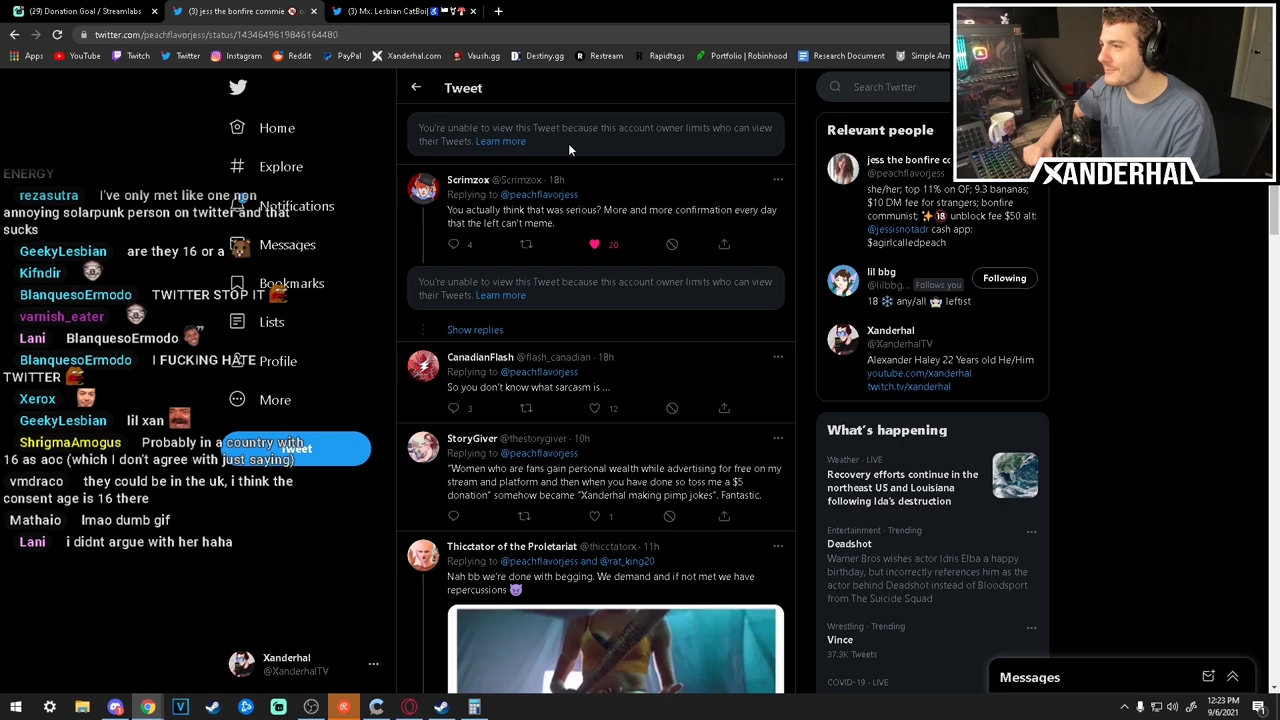 (29) Donation Goal / Streamlabs
(3) jess the bonfire commie
(3) Mx. Lesbian CatBoi
twitter.com/peachflavorjess/status/1436
Apps
YouTube
Twitch
Twitter
Instagram
Reddit
PayPal
Xanderhal.com
Vaush.gg
Destiny.gg
Restream
Rapidtags
Portfolio | Robinhood
Research Document
Simple Arm
XANDERHAL
Home
Explore
Notifications
Messages
Bookmarks
Lists
Profile
More
Tweet
Xanderhal
@XanderhalTV
ENERGY
rezasutra I've only met like one non
annoying solarpunk person on twitter and that
sucks
GeekyLesbian are they 16 or a
Kifndir
BlanquesoErmodo TWITTER STOP IT
varnish_eater
Lani BlanquesoErmodo
BlanquesoErmodo I FUCKING HATE
TWITTER
Xerox
GeekyLesbian lil xan
ShrigmaAmogus Probably in a country with
16 as aoc (which I don't agree with just saying)
vmdraco they could be in the uk, i think the
consent age is 16 there
Mathaio lmao dumb gif
Lani i didnt argue with her haha
Tweet
You're unable to view this Tweet because this account owner limits who can view
their Tweets. Learn more
Scrimzox @Scrimzox · 18h
Replying to @peachflavorjess
You actually think that was serious? More and more confirmation every day
that the left can't meme.
4
20
You're unable to view this Tweet because this account owner limits who can view
their Tweets. Learn more
Show replies
CanadianFlash @flash_canadian · 18h
Replying to @peachflavorjess
So you don't know what sarcasm is ...
3
12
StoryGiver @thestorygiver · 10h
Replying to @peachflavorjess
"Women who are fans gain personal wealth while advertising for free on my
stream and platform and then when you have done so toss me a $5
donation" somehow became "Xanderhal making pimp jokes". Fantastic.
1
Thicctator of the Proletariat @thicctatorx · 11h
Replying to @peachflavorjess and @rat_king20
Nah bb we're done with begging. We demand and if not met we have
repercussions
Search Twitter
Relevant people
jess the bonfire co
@peachflavorjess
she/her; top 11% on OF; 9.3 bananas;
$10 DM fee for strangers; bonfire
communist; unblock fee $50 alt:
@jessisnotadr cash app:
$agirlcalledpeach
lil bbg
@lilbbg... Follows you
Following
18 any/all leftist
Xanderhal
@XanderhalTV
Alexander Haley 22 Years old He/Him
youtube.com/xanderhal
twitch.tv/xanderhal
What's happening
Weather · LIVE
Recovery efforts continue in the
northeast US and Louisiana
following Ida's destruction
Entertainment · Trending
Deadshot
Warner Bros wishes actor Idris Elba a happy
birthday, but incorrectly references him as the
actor behind Deadshot instead of Bloodsport
from The Suicide Squad
Wrestling · Trending
Vince
37.3K Tweets
COVID-19 · LIVE
Messages
12:23 PM
9/6/2021